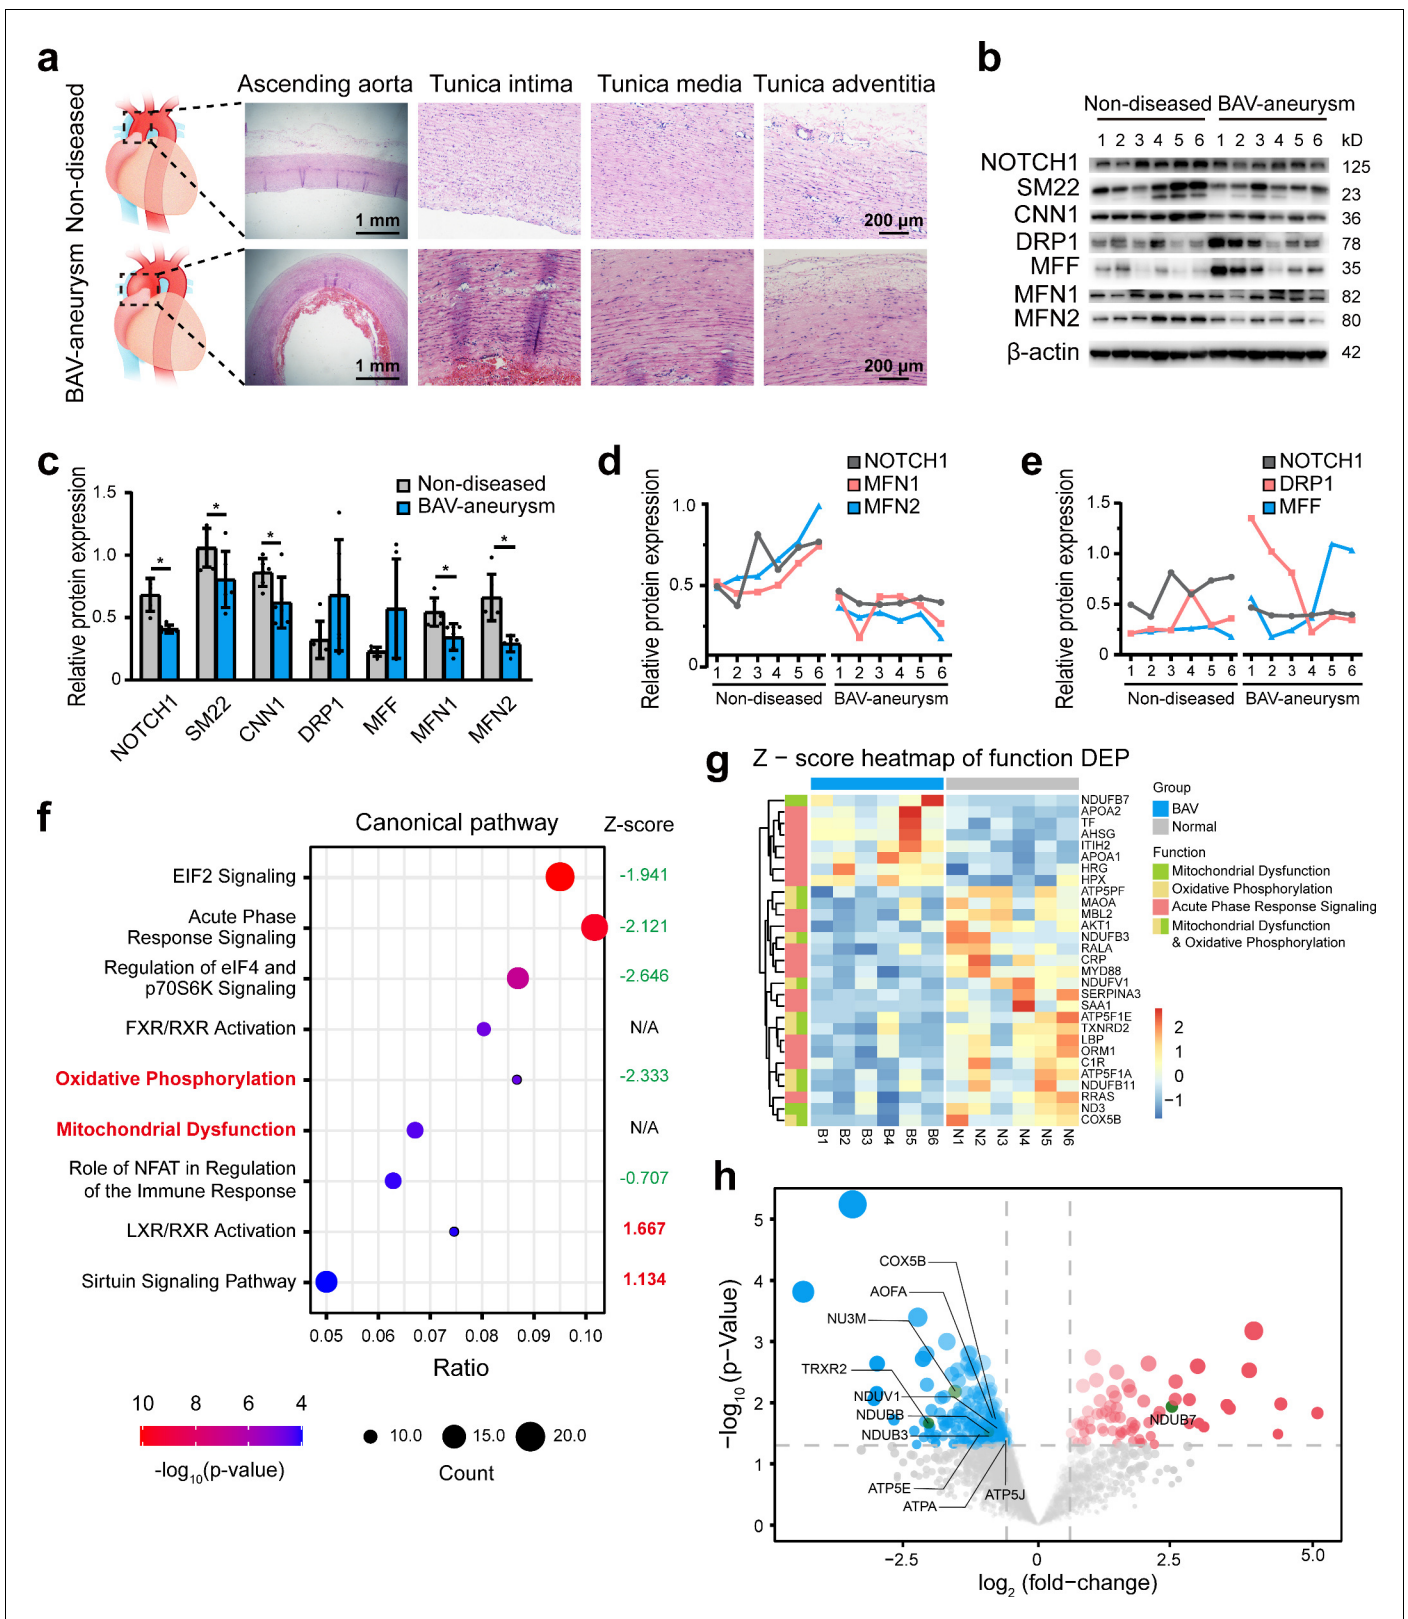 a
Ascending aorta
Tunica intima
Tunica media
Tunica adventitia
Non-diseased
BAV-aneurysm
1 mm
200 µm
1 mm
200 µm
b
Non-diseased BAV-aneurysm
1 2 3 4 5 6 1 2 3 4 5 6 kD
NOTCH1 125
SM22 23
CNN1 36
DRP1 78
MFF 35
MFN1 82
MFN2 80
β-actin 42
c
Relative protein expression
Non-diseased
BAV-aneurysm
1.5
1.0
0.5
0
* * * * *
NOTCH1 SM22 CNN1 DRP1 MFF MFN1 MFN2
d
Relative protein expression
NOTCH1
MFN1
MFN2
1.0
0.5
0
1 2 3 4 5 6 1 2 3 4 5 6
Non-diseased BAV-aneurysm
e
Relative protein expression
NOTCH1
DRP1
MFF
1.5
1.0
0.5
0
1 2 3 4 5 6 1 2 3 4 5 6
Non-diseased BAV-aneurysm
f
Canonical pathway Z-score
EIF2 Signaling -1.941
Acute Phase
Response Signaling -2.121
Regulation of eIF4 and
p70S6K Signaling -2.646
FXR/RXR Activation N/A
Oxidative Phosphorylation -2.333
Mitochondrial Dysfunction N/A
Role of NFAT in Regulation
of the Immune Response -0.707
LXR/RXR Activation 1.667
Sirtuin Signaling Pathway 1.134
0.05 0.06 0.07 0.08 0.09 0.10
Ratio
10 8 6 4
-log10(p-value)
10.0 15.0 20.0
Count
g
Z − score heatmap of function DEP
NDUFB7
APOA2
TF
AHSG
ITIH2
APOA1
HRG
HPX
ATP5PF
MAOA
MBL2
AKT1
NDUFB3
RALA
CRP
MYD88
NDUFV1
SERPINA3
SAA1
ATP5F1E
TXNRD2
LBP
ORM1
C1R
ATP5F1A
NDUFB11
RRAS
ND3
COX5B
B1 B2 B3 B4 B5 B6 N1 N2 N3 N4 N5 N6
Group
BAV
Normal
Function
Mitochondrial Dysfunction
Oxidative Phosphorylation
Acute Phase Response Signaling
Mitochondrial Dysfunction
& Oxidative Phosphorylation
2
1
0
−1
h
−log10 (p−Value)
5
4
3
2
1
0
COX5B
AOFA
NU3M
TRXR2
NDUV1
NDUBB
NDUB3
ATP5E
ATPA
ATP5J
NDUB7
−2.5 0 2.5 5.0
log2 (fold−change)